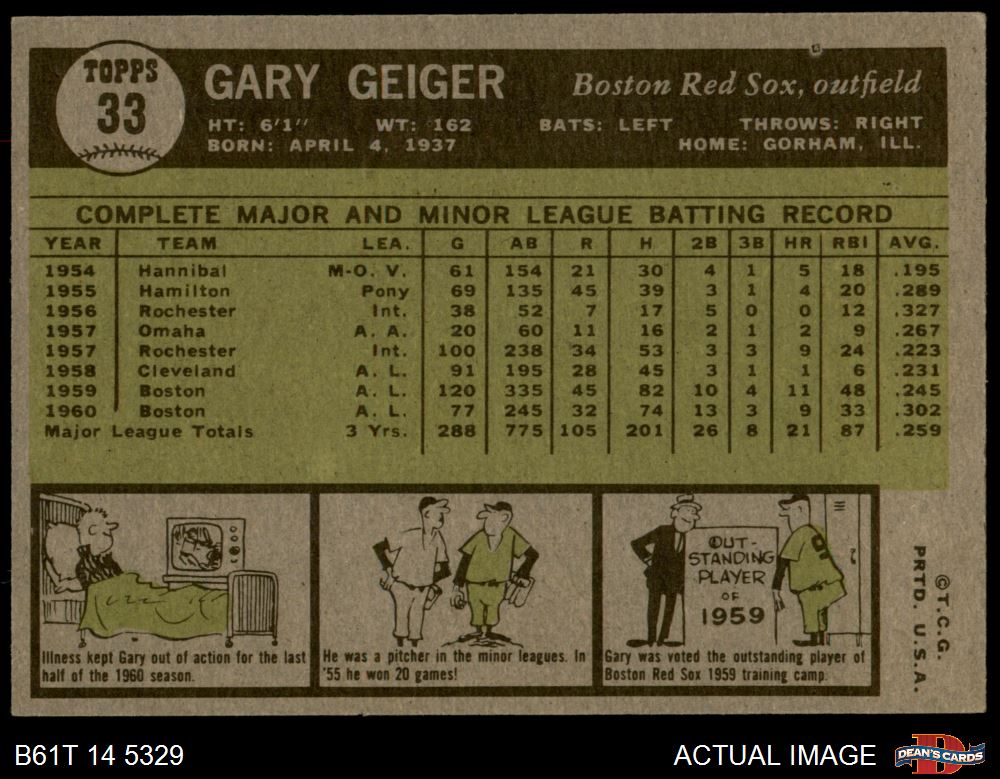 TOPPS
33
GARY GEIGER
Boston Red Sox, outfield
HT: 6'1" WT: 162 BATS: LEFT THROWS: RIGHT
BORN: APRIL 4, 1937 HOME: GORHAM, ILL.
COMPLETE MAJOR AND MINOR LEAGUE BATTING RECORD
YEAR TEAM LEA. G AB R H 2B 3B HR RBI AVG.
1954 Hannibal M-O. V. 61 154 21 30 4 1 5 18 .195
1955 Hamilton Pony 69 135 45 39 3 1 4 20 .289
1956 Rochester Int. 38 52 7 17 5 0 0 12 .327
1957 Omaha A. A. 20 60 11 16 2 1 2 9 .267
1957 Rochester Int. 100 238 34 53 3 3 9 24 .223
1958 Cleveland A. L. 91 195 28 45 3 1 1 6 .231
1959 Boston A. L. 120 335 45 82 10 4 11 48 .245
1960 Boston A. L. 77 245 32 74 13 3 9 33 .302
Major League Totals 3 Yrs. 288 775 105 201 26 8 21 87 .259
OUT-
STANDING
PLAYER
OF
1959
Illness kept Gary out of action for the last
half of the 1960 season.
He was a pitcher in the minor leagues. In
'55 he won 20 games!
Gary was voted the outstanding player of
Boston Red Sox 1959 training camp.
©T.C.G.
PRTD. U.S.A.
B61T 14 5329
ACTUAL IMAGE
D
DEAN'S CARDS